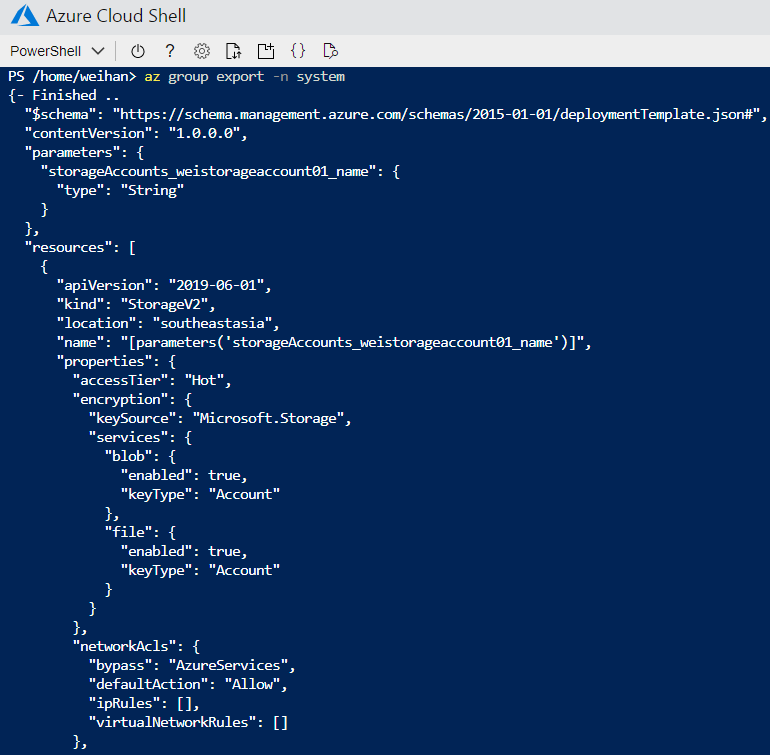 Azure Cloud Shell
PowerShell
PS /home/weihan> az group export -n system
{- Finished ..
  "$schema": "https://schema.management.azure.com/schemas/2015-01-01/deploymentTemplate.json#",
  "contentVersion": "1.0.0.0",
  "parameters": {
    "storageAccounts_weistorageaccount01_name": {
      "type": "String"
    }
  },
  "resources": [
    {
      "apiVersion": "2019-06-01",
      "kind": "StorageV2",
      "location": "southeastasia",
      "name": "[parameters('storageAccounts_weistorageaccount01_name')]",
      "properties": {
        "accessTier": "Hot",
        "encryption": {
          "keySource": "Microsoft.Storage",
          "services": {
            "blob": {
              "enabled": true,
              "keyType": "Account"
            },
            "file": {
              "enabled": true,
              "keyType": "Account"
            }
          }
        },
        "networkAcls": {
          "bypass": "AzureServices",
          "defaultAction": "Allow",
          "ipRules": [],
          "virtualNetworkRules": []
        },